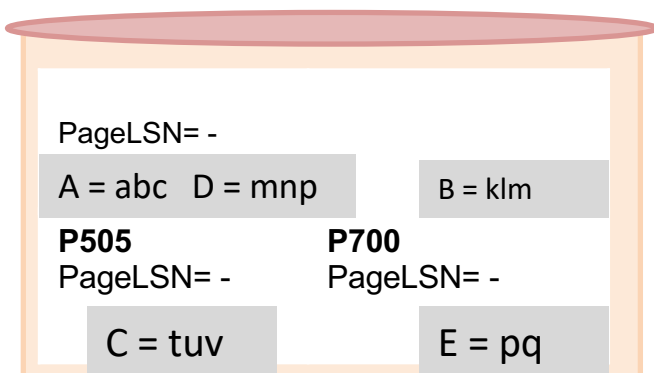 PageLSN= -
A = abc D = mnp B = klm
P505 P700
PageLSN= - PageLSN= -
C = tuv E = pq